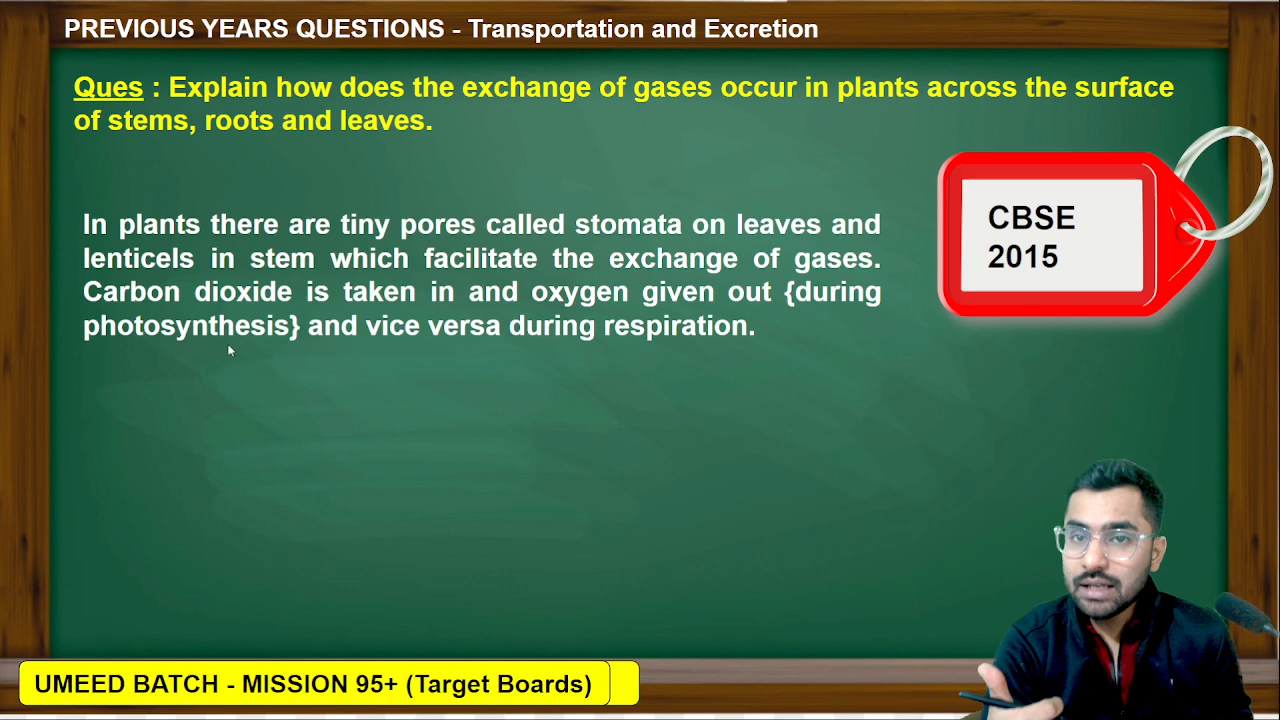 PREVIOUS YEARS QUESTIONS - Transportation and Excretion
Ques : Explain how does the exchange of gases occur in plants across the surface
of stems, roots and leaves.
In plants there are tiny pores called stomata on leaves and
lenticels in stem which facilitate the exchange of gases.
Carbon dioxide is taken in and oxygen given out {during
photosynthesis} and vice versa during respiration.
CBSE
2015
UMEED BATCH - MISSION 95+ (Target Boards)